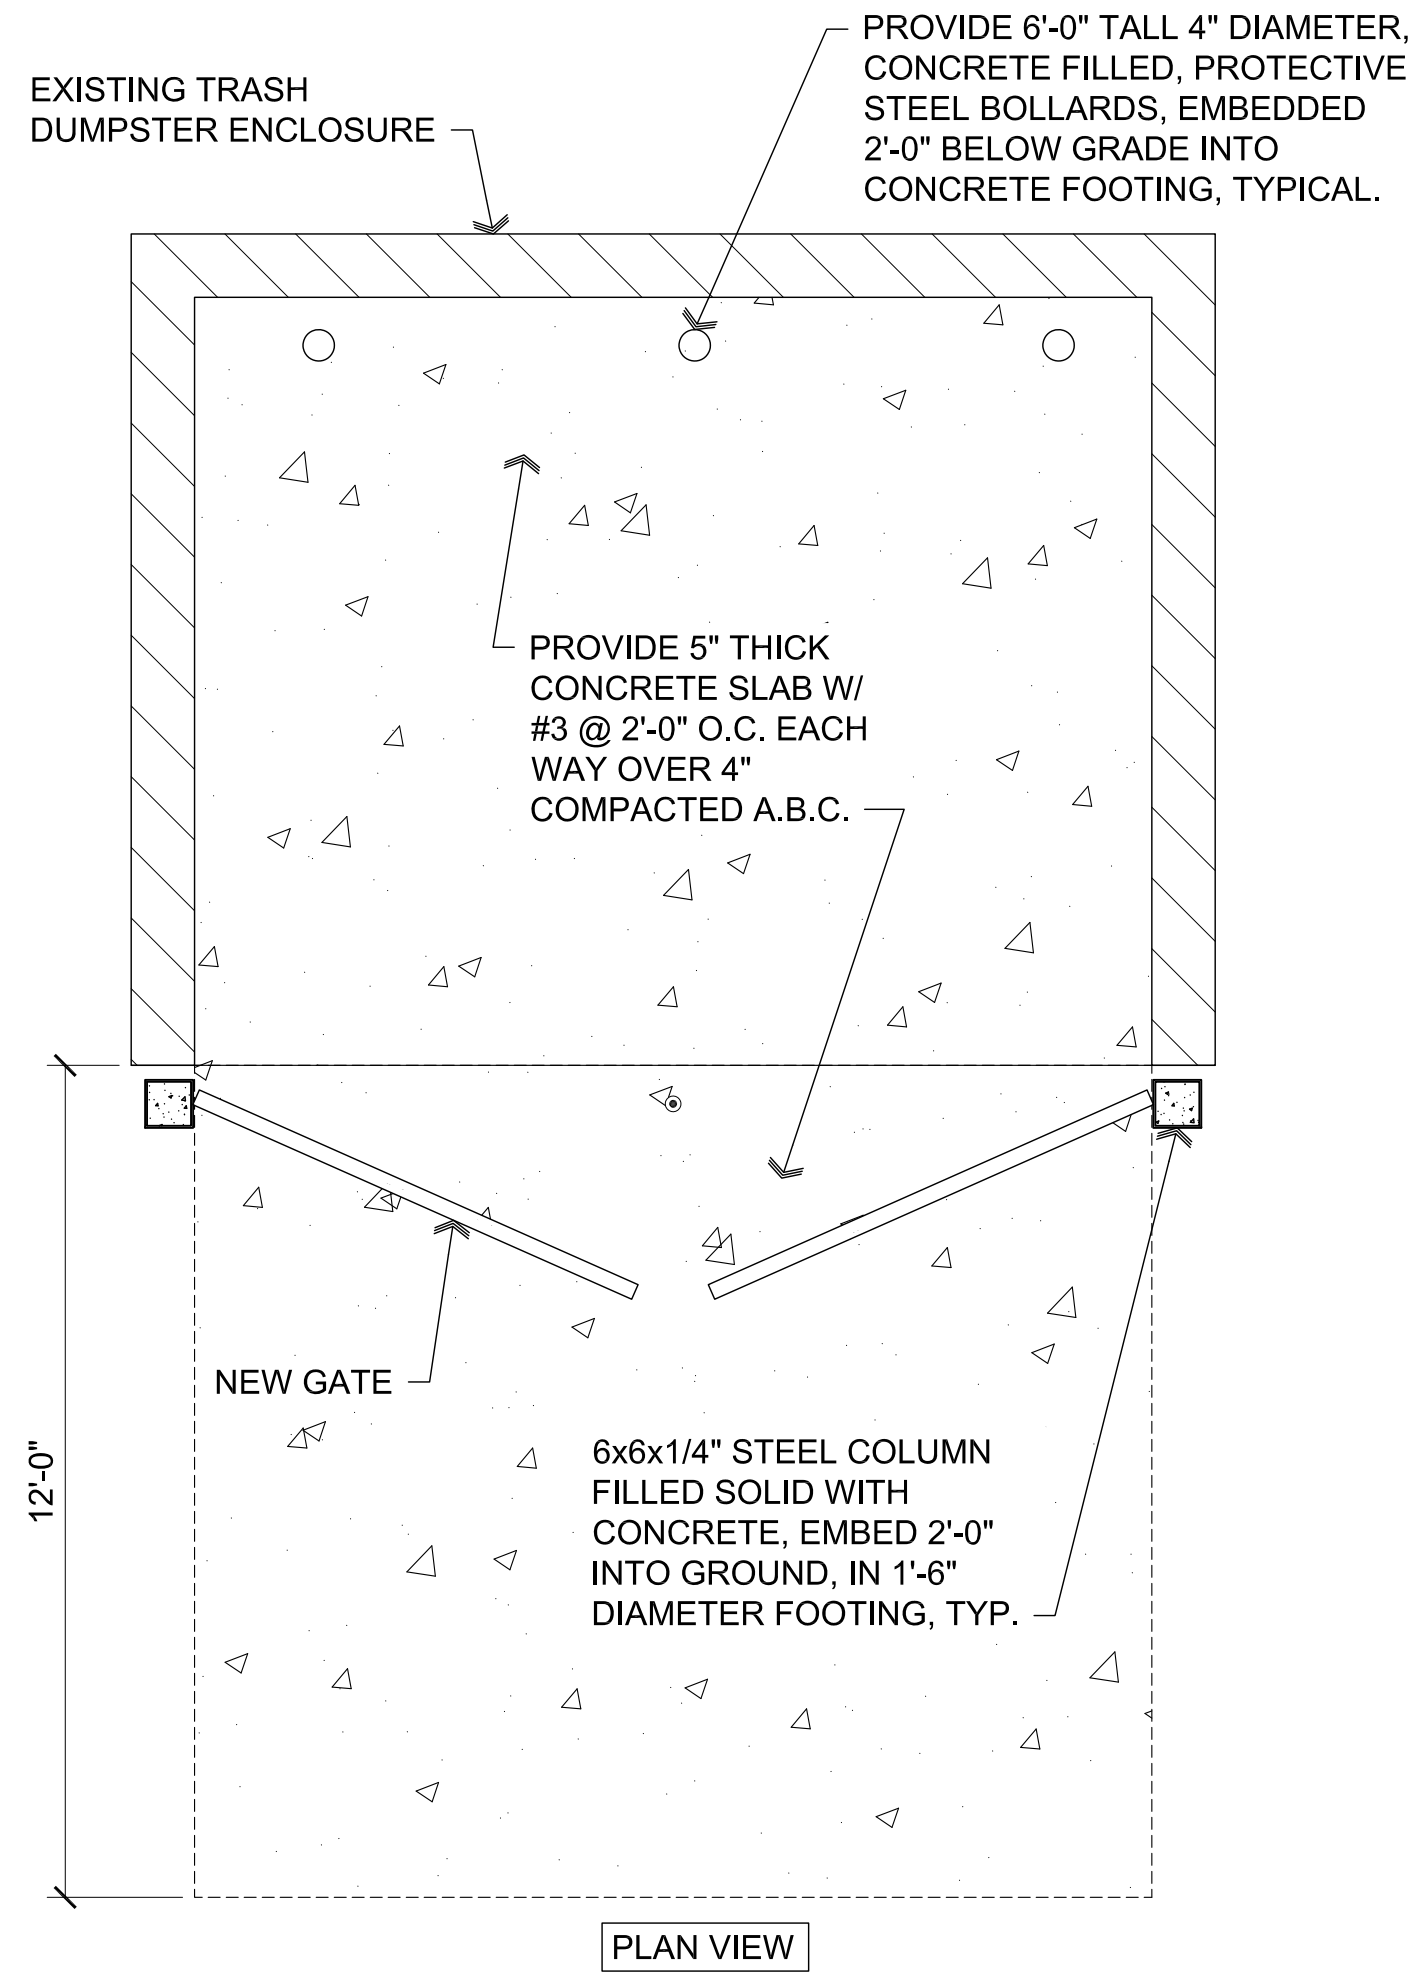 PROVIDE 6'-0" TALL 4" DIAMETER,
CONCRETE FILLED, PROTECTIVE
STEEL BOLLARDS, EMBEDDED
2'-0" BELOW GRADE INTO
CONCRETE FOOTING, TYPICAL.
EXISTING TRASH
DUMPSTER ENCLOSURE
PROVIDE 5" THICK
CONCRETE SLAB W/
#3 @ 2'-0" O.C. EACH
WAY OVER 4"
COMPACTED A.B.C.
NEW GATE
12'-0"
6x6x1/4" STEEL COLUMN
FILLED SOLID WITH
CONCRETE, EMBED 2'-0"
INTO GROUND, IN 1'-6"
DIAMETER FOOTING, TYP.
PLAN VIEW